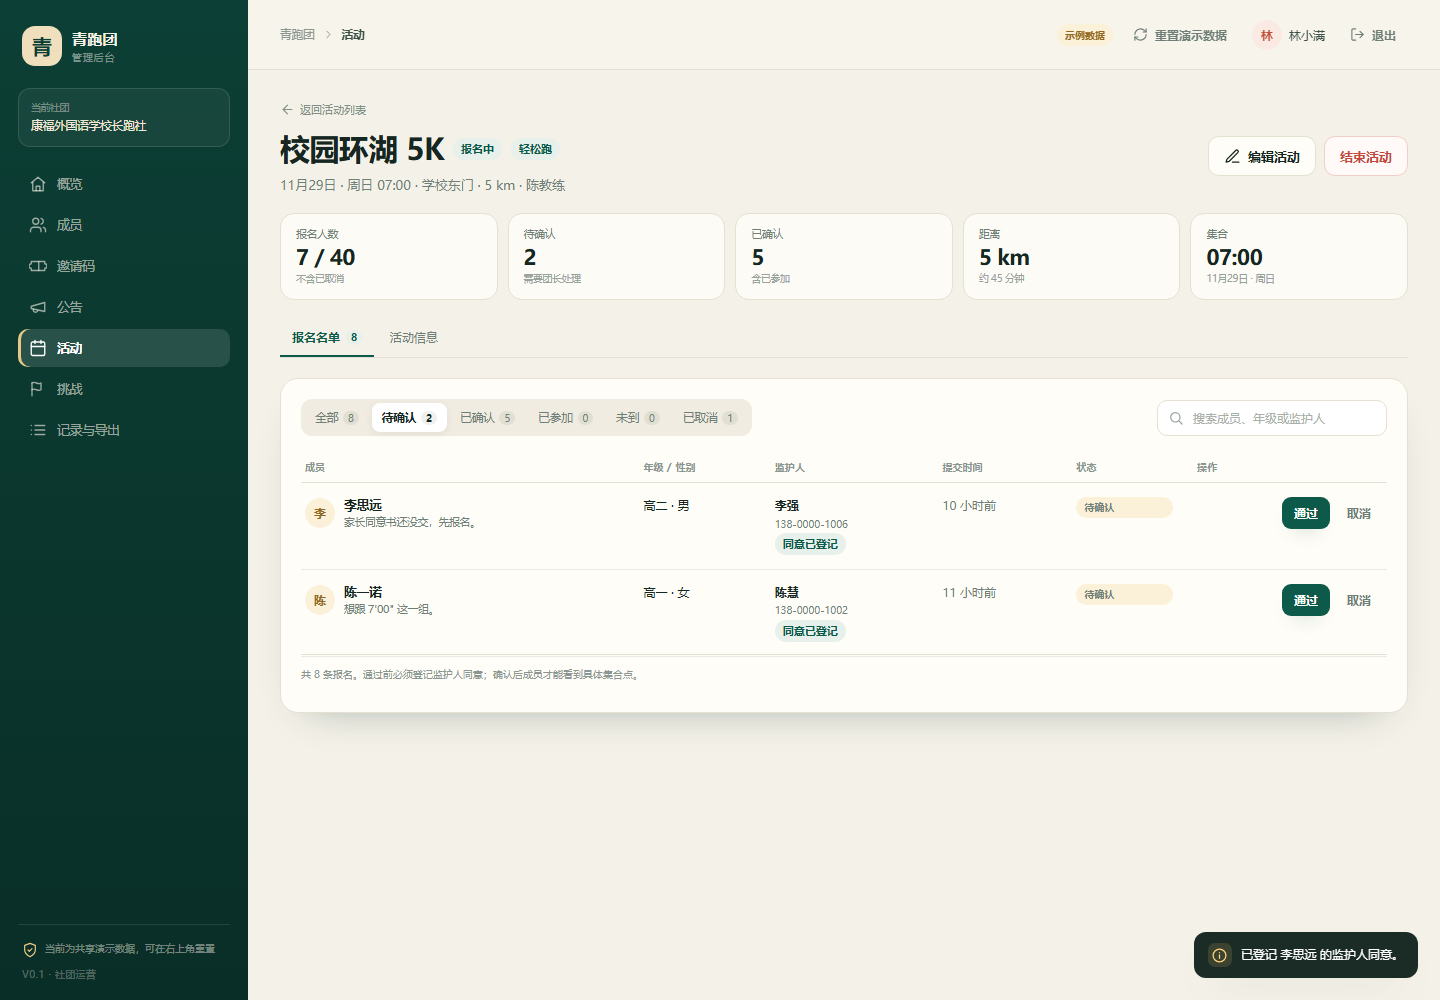 青
青跑团
管理后台
当前社团
康福外国语学校长跑社
概览
成员
邀请码
公告
活动
挑战
记录与导出
当前为共享演示数据，可在右上角重置
V0.1 · 社团运营
青跑团 > 活动
示例数据
重置演示数据
林 林小满
退出
返回活动列表
校园环湖 5K 报名中 轻松跑
11月29日 · 周日 07:00 · 学校东门 · 5 km · 陈教练
编辑活动
结束活动
报名人数
7 / 40
不含已取消
待确认
2
需要团长处理
已确认
5
含已参加
距离
5 km
约 45 分钟
集合
07:00
11月29日 · 周日
报名名单 8 活动信息
全部 8 待确认 2 已确认 5 已参加 0 未到 0 已取消 1
搜索成员、年级或监护人
成员 年级 / 性别 监护人 提交时间 状态 操作
李 李思远
家长同意书还没交，先报名。
高二 · 男
李强
138-0000-1006
同意已登记
10 小时前
待确认
通过 取消
陈 陈一诺
想跟 7'00" 这一组。
高一 · 女
陈慧
138-0000-1002
同意已登记
11 小时前
待确认
通过 取消
共 8 条报名。通过前必须登记监护人同意；确认后成员才能看到具体集合点。
已登记 李思远 的监护人同意。